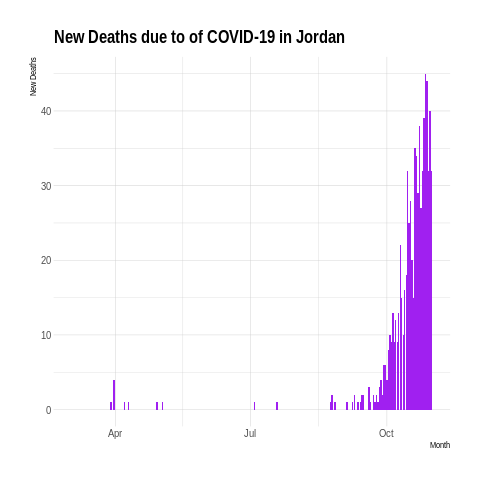 New Deaths due to of COVID-19 in Jordan
New Deaths
40
30
20
10
0
Apr
Jul
Oct
Month